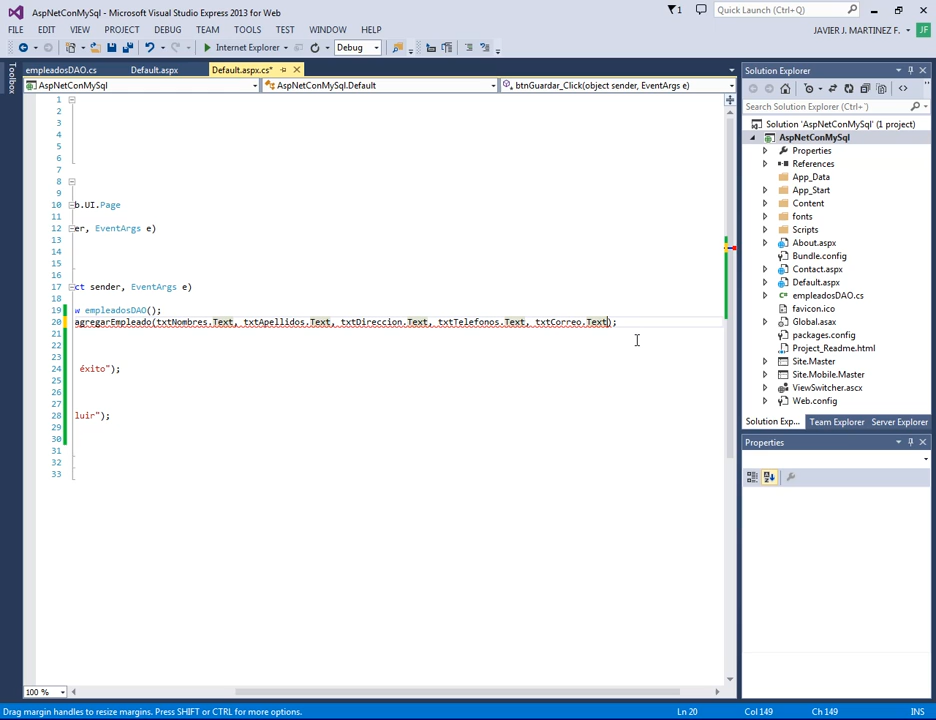 AspNetConMySql - Microsoft Visual Studio Express 2013 for Web
1
Quick Launch (Ctrl+Q)
FILE EDIT VIEW PROJECT DEBUG TEAM TOOLS TEST WINDOW HELP
JAVIER J. MARTINEZ F.
JF
Internet Explorer
Debug
Toolbox
empleadosDAO.cs
Default.aspx
Default.aspx.cs*
AspNetConMySql
AspNetConMySql.Default
btnGuardar_Click(object sender, EventArgs e)
1
2
3
4
5
6
7
8
9
10 b.UI.Page
11
12 er, EventArgs e)
13
14
15
16
17 ct sender, EventArgs e)
18
19 w empleadosDAO();
20 agregarEmpleado(txtNombres.Text, txtApellidos.Text, txtDireccion.Text, txtTelefonos.Text, txtCorreo.Text);
21
22
23
24 éxito");
25
26
27
28 luir");
29
30
31
32
33
100 %
Solution Explorer
Search Solution Explorer (Ctrl+')
Solution 'AspNetConMySql' (1 project)
AspNetConMySql
Properties
References
App_Data
App_Start
Content
fonts
Scripts
About.aspx
Bundle.config
Contact.aspx
Default.aspx
empleadosDAO.cs
favicon.ico
Global.asax
packages.config
Project_Readme.html
Site.Master
Site.Mobile.Master
ViewSwitcher.ascx
Web.config
Solution Exp... Team Explorer Server Explorer
Properties
Drag margin handles to resize margins. Press SHIFT or CTRL for more options.
Ln 20
Col 149
Ch 149
INS